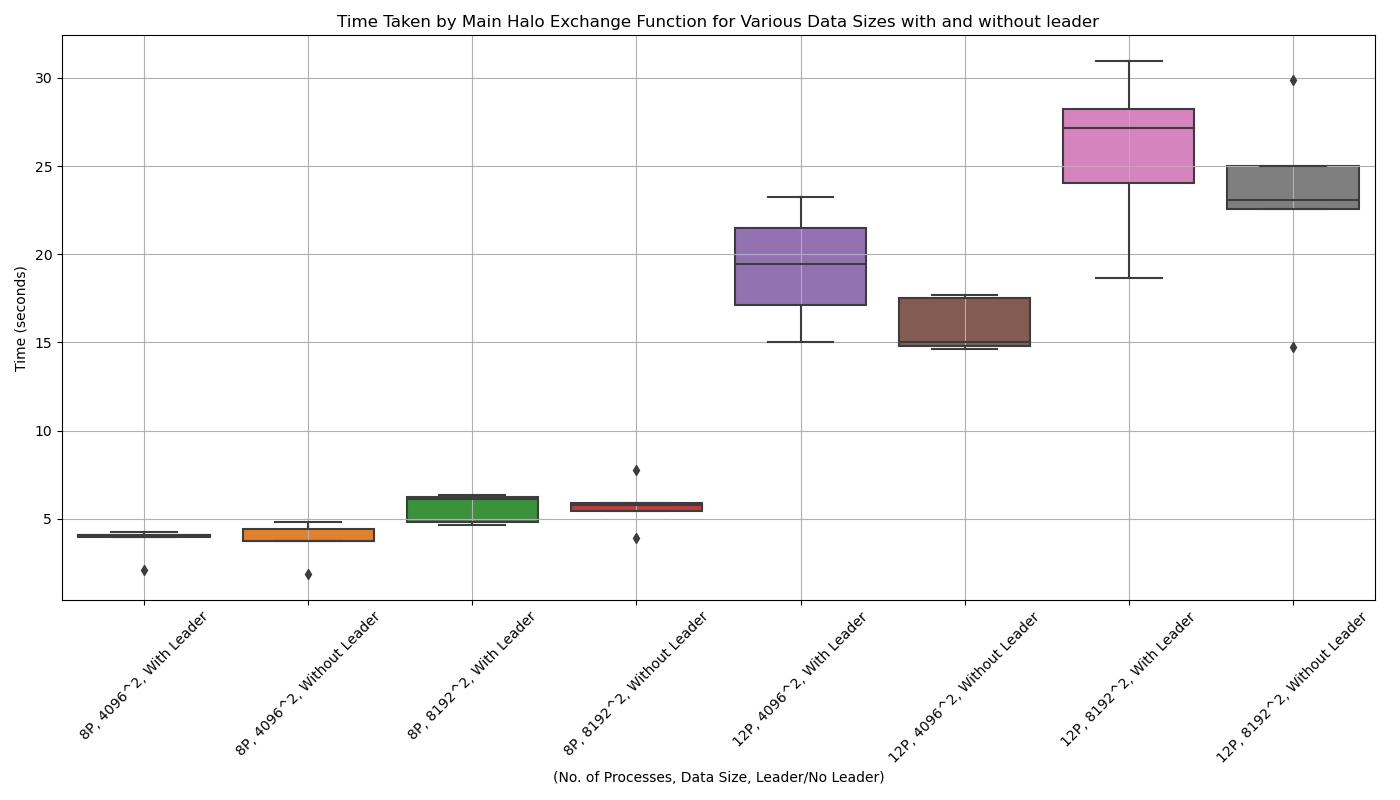 Time Taken by Main Halo Exchange Function for Various Data Sizes with and without leader
30
25
20
15
10
5
Time (seconds)
8P, 4096^2, With Leader
8P, 4096^2, Without Leader
8P, 8192^2, With Leader
8P, 8192^2, Without Leader
12P, 4096^2, With Leader
12P, 4096^2, Without Leader
12P, 8192^2, With Leader
12P, 8192^2, Without Leader
(No. of Processes, Data Size, Leader/No Leader)